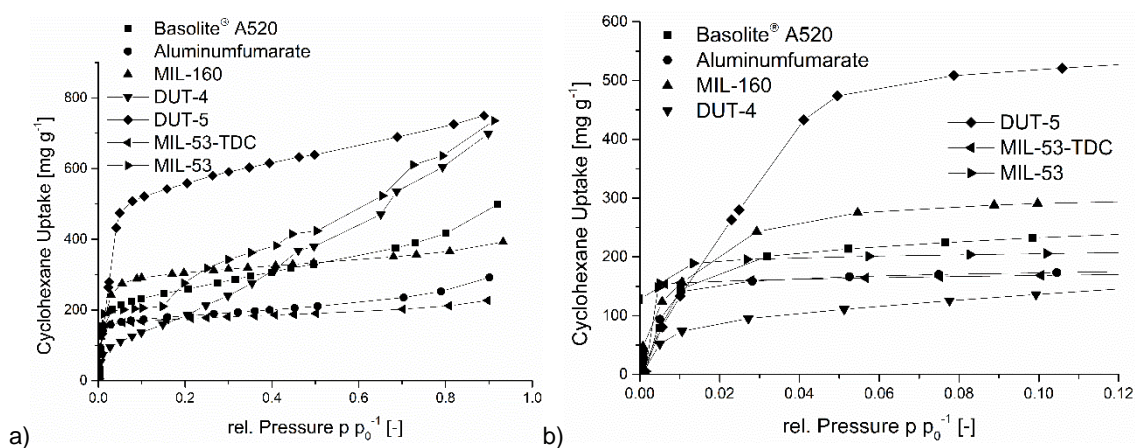 Basolite® A520
Aluminumfumarate
MIL-160
DUT-4
DUT-5
MIL-53-TDC
MIL-53
800
600
400
200
0
0.0 0.2 0.4 0.6 0.8 1.0
Cyclohexane Uptake [mg g⁻¹]
rel. Pressure p p₀⁻¹ [-]
a)
Basolite® A520
Aluminumfumarate
MIL-160
DUT-4
DUT-5
MIL-53-TDC
MIL-53
600
500
400
300
200
100
0
0.00 0.02 0.04 0.06 0.08 0.10 0.12
Cyclohexane Uptake [mg g⁻¹]
rel. Pressure p p₀⁻¹ [-]
b)